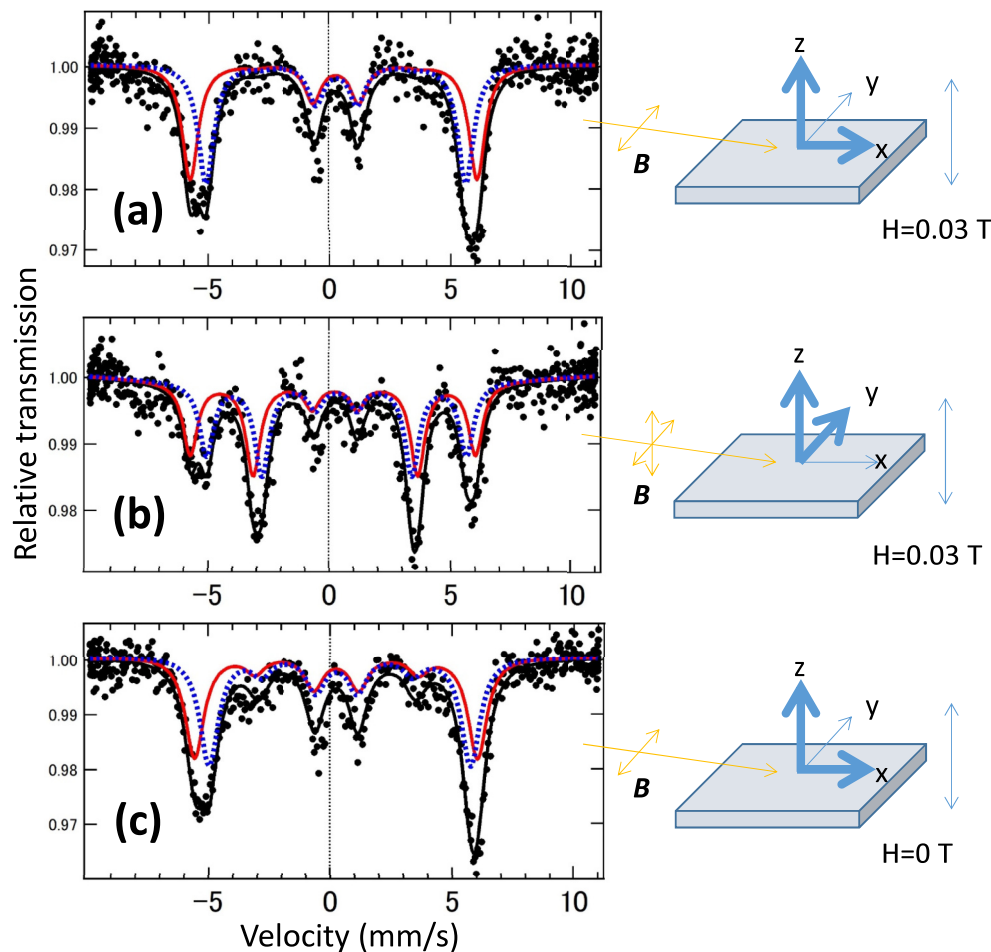 Relative transmission
1.00
0.99
0.98
0.97
(a)
−5 0 5 10
z
y
x
B
H=0.03 T
1.00
0.99
0.98
(b)
−5 0 5 10
z
y
x
B
H=0.03 T
1.00
0.99
0.98
0.97
(c)
−5 0 5 10
Velocity (mm/s)
z
y
x
B
H=0 T